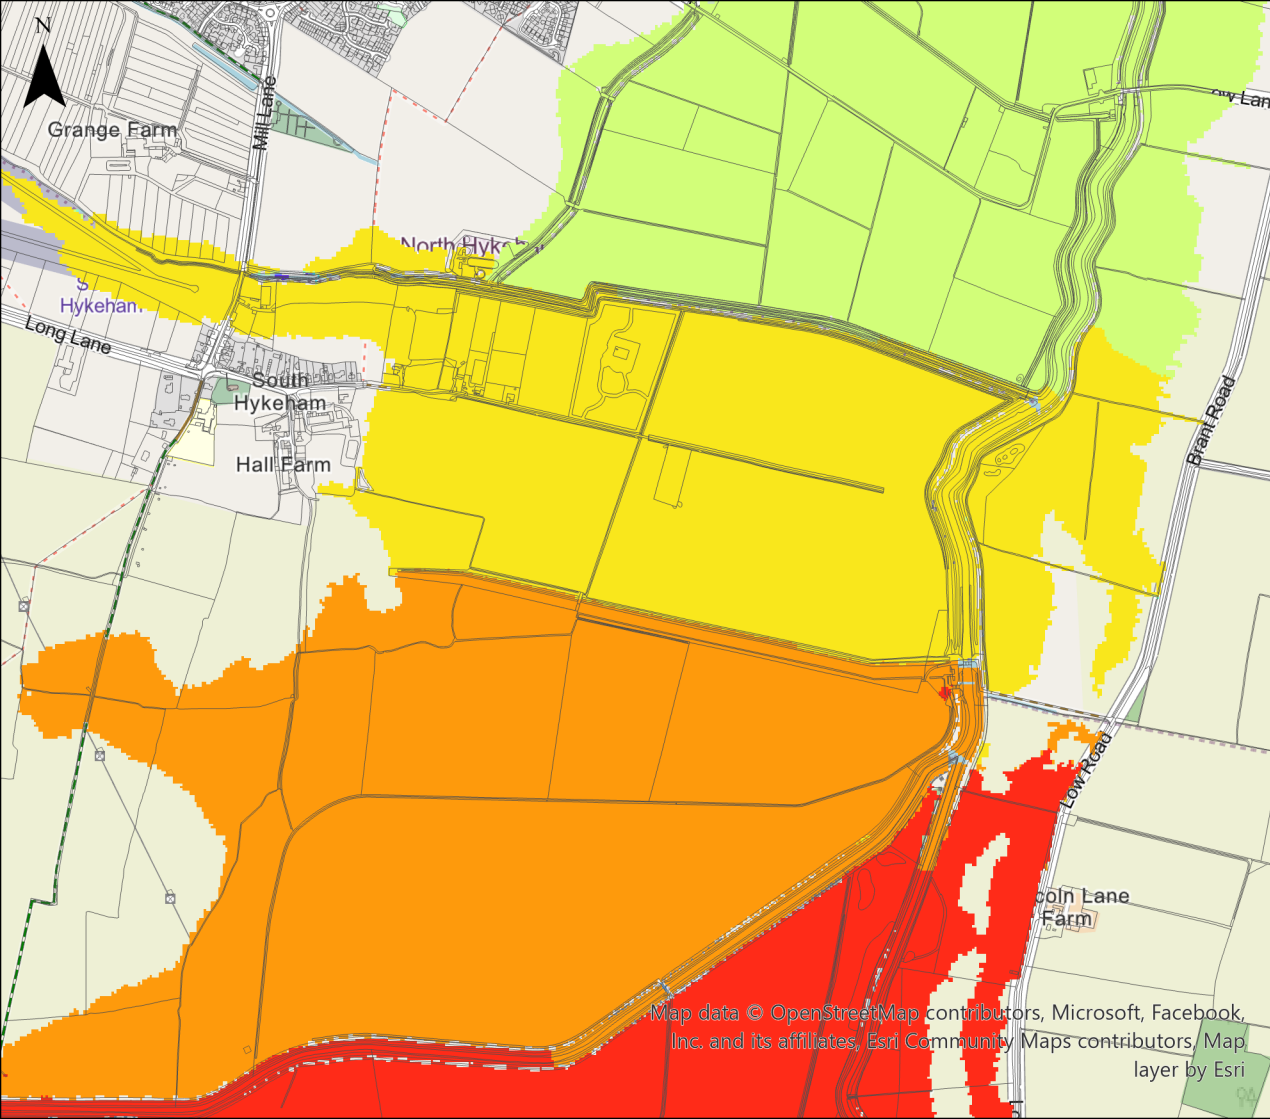 N
Mill Lane
ow Lan
Grange Farm
North Hykeham
S
Hykeham
Long Lane
South
Hykeham
Brant Road
Hall Farm
Low Road
coln Lane
Farm
Map data © OpenStreetMap contributors, Microsoft, Facebook,
Inc. and its affiliates, Esri Community Maps contributors, Map
layer by Esri